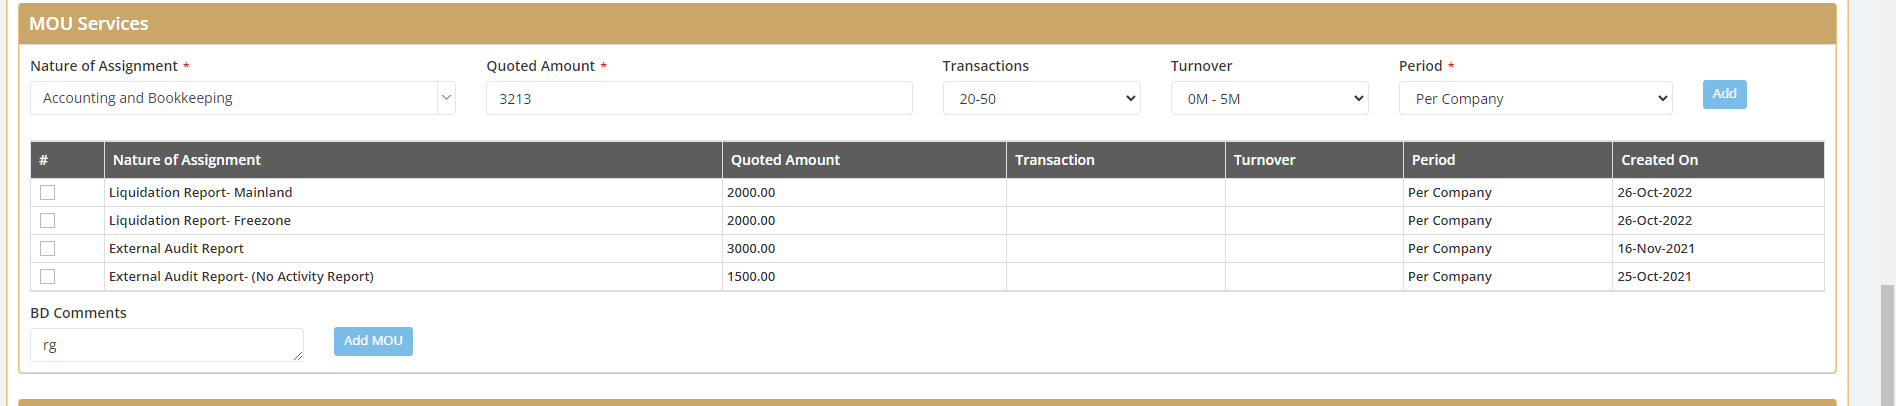 MOU Services
Nature of Assignment * Quoted Amount * Transactions Turnover Period *
Accounting and Bookkeeping 3213 20-50 0M - 5M Per Company Add
# Nature of Assignment Quoted Amount Transaction Turnover Period Created On
Liquidation Report- Mainland 2000.00 Per Company 26-Oct-2022
Liquidation Report- Freezone 2000.00 Per Company 26-Oct-2022
External Audit Report 3000.00 Per Company 16-Nov-2021
External Audit Report- (No Activity Report) 1500.00 Per Company 25-Oct-2021
BD Comments
rg Add MOU